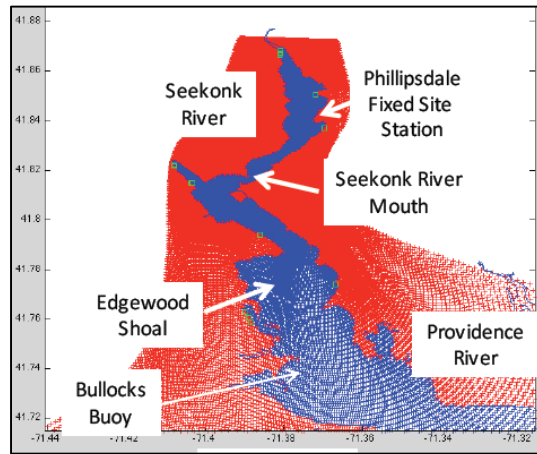 41.88
41.86
41.84
41.82
41.8
41.78
41.76
41.74
41.72
Seekonk
River
Phillipsdale
Fixed Site
Station
Seekonk River
Mouth
Edgewood
Shoal
Providence
River
Bullocks
Buoy
-71.44
-71.42
-71.4
-71.38
-71.36
-71.34
-71.32